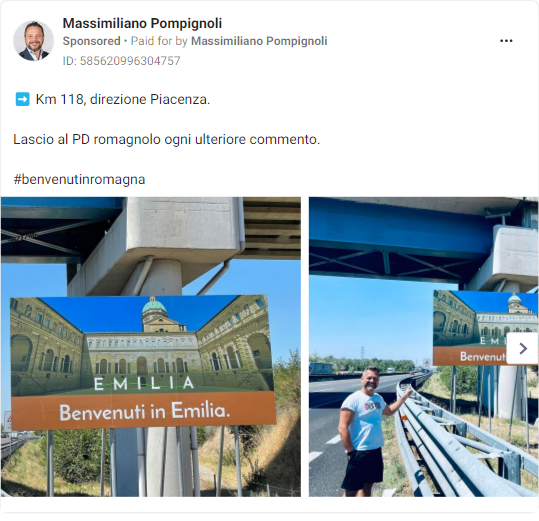 Massimiliano Pompignoli
Sponsored • Paid for by Massimiliano Pompignoli
ID: 585620996304757
Km 118, direzione Piacenza.
Lascio al PD romagnolo ogni ulteriore commento.
#benvenutinromagna
EMILIA
Benvenuti in Emilia.
EMI
Benvenuti